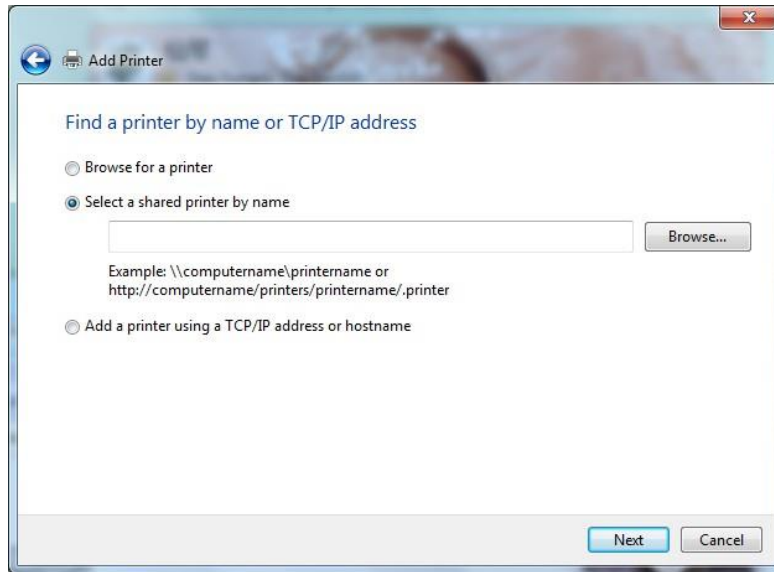 Add Printer
Find a printer by name or TCP/IP address
Browse for a printer
Select a shared printer by name
Browse...
Example: \\computername\printername or
http://computername/printers/printername/.printer
Add a printer using a TCP/IP address or hostname
Next
Cancel